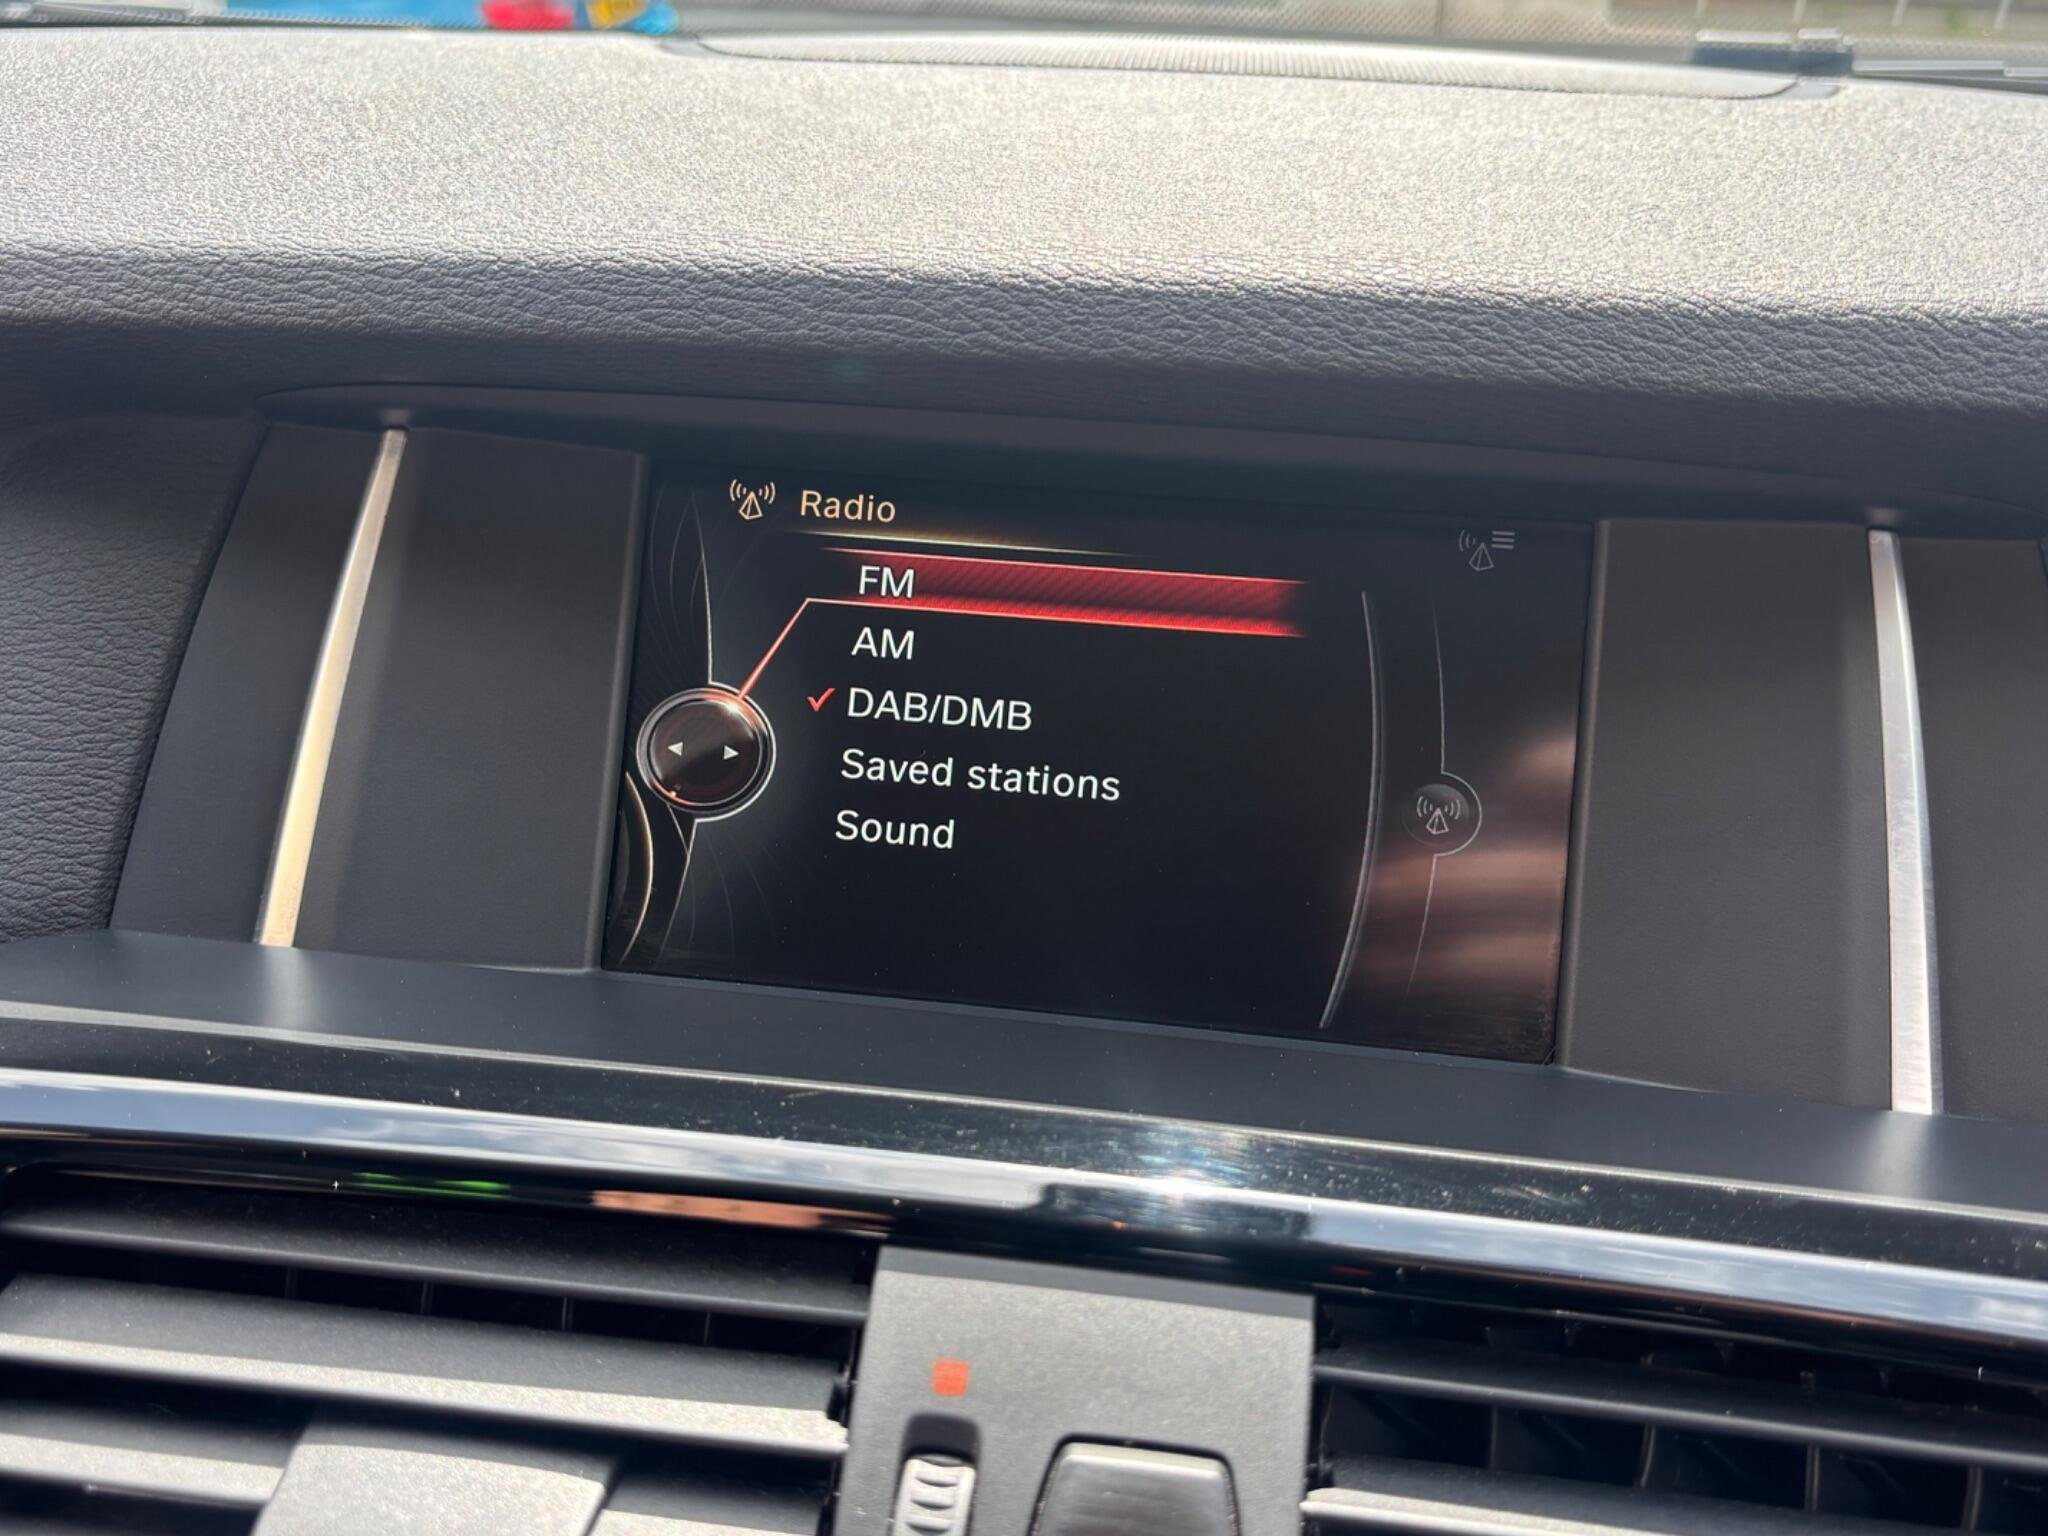 Radio
FM
AM
DAB/DMB
Saved stations
Sound